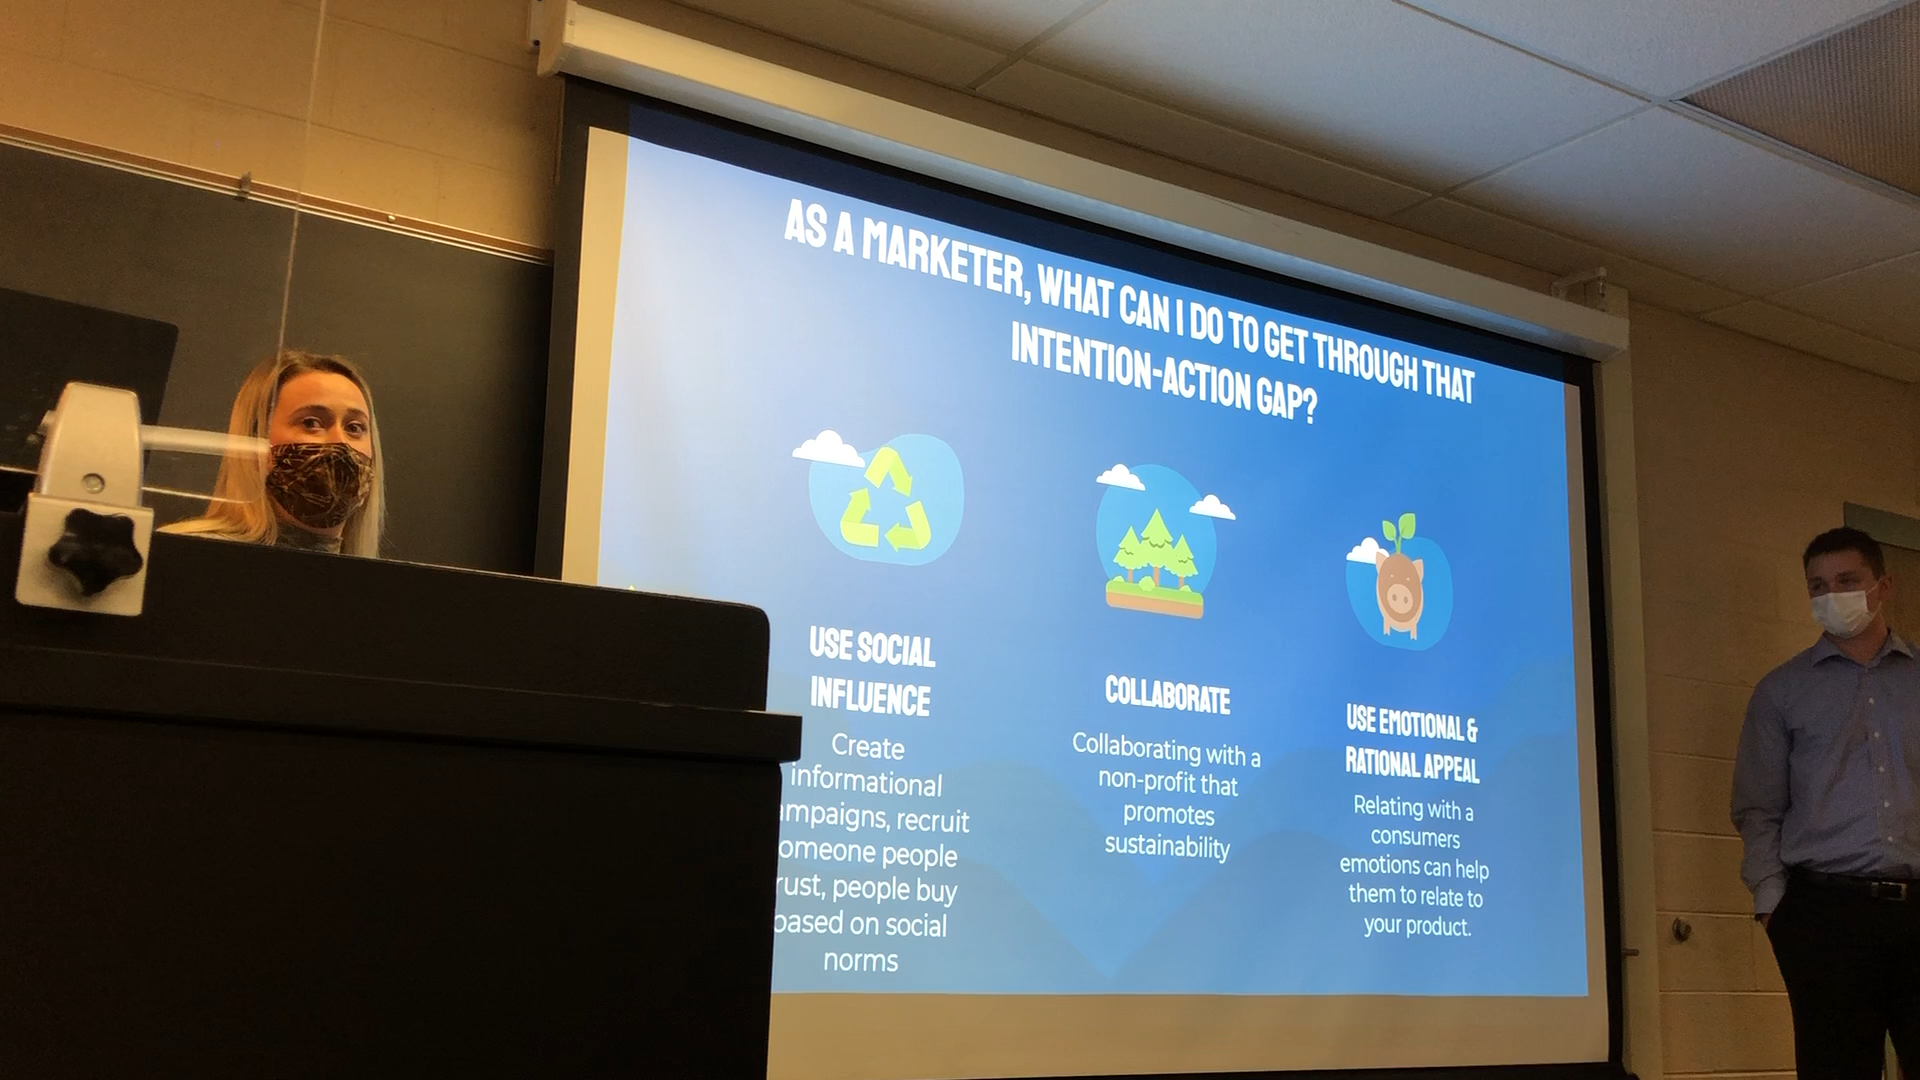 AS A MARKETER, WHAT CAN I DO TO GET THROUGH THAT
INTENTION-ACTION GAP?
USE SOCIAL
INFLUENCE
Create
informational
recruit
people
people buy
on social
norms
COLLABORATE
Collaborating with a
non-profit that
promotes
sustainability
USE EMOTIONAL &
RATIONAL APPEAL
Relating with a
consumers
emotions can help
them to relate to
your product.